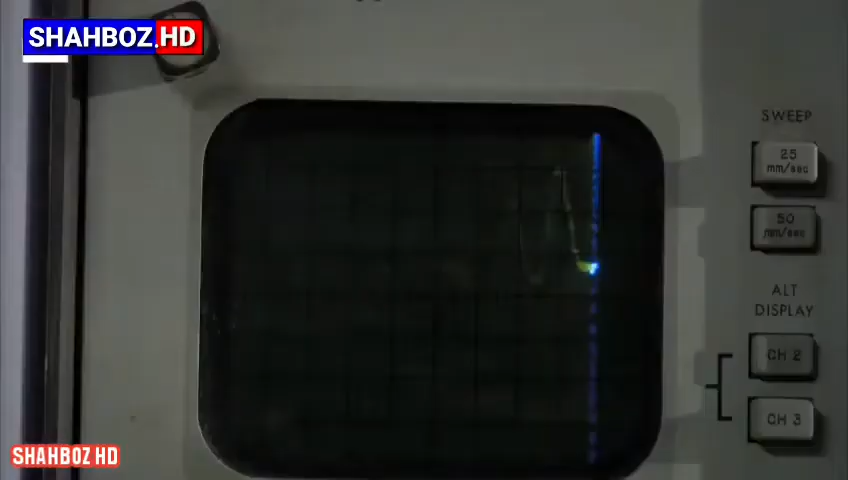 SHAHBOZ.HD
SWEEP
25
mm/sec
50
mm/sec
ALT
DISPLAY
CH 2
CH 3
SHAHBOZ HD